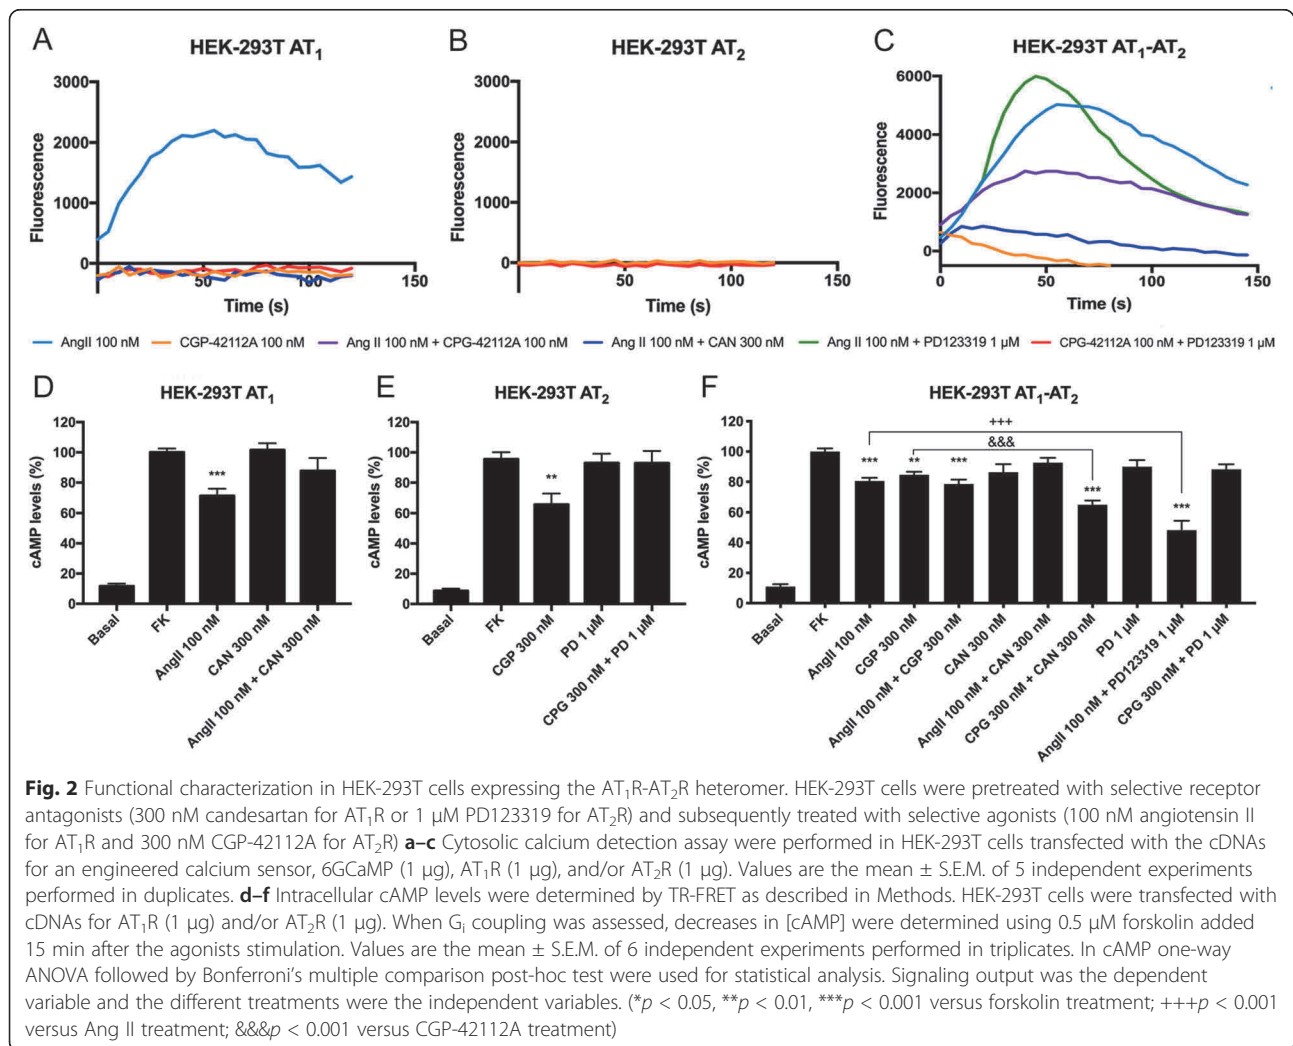 A
HEK-293T AT1
Fluorescence
3000
2000
1000
0
50
100
150
Time (s)
B
HEK-293T AT2
Fluorescence
3000
2000
1000
0
50
100
150
Time (s)
C
HEK-293T AT1-AT2
Fluorescence
6000
4000
2000
0
0
50
100
150
Time (s)
AngII 100 nM
CGP-42112A 100 nM
Ang II 100 nM + CPG-42112A 100 nM
Ang II 100 nM + CAN 300 nM
Ang II 100 nM + PD123319 1 µM
CPG-42112A 100 nM + PD123319 1 µM
D
HEK-293T AT1
cAMP levels (%)
120
100
80
60
40
20
0
***
Basal
FK
AngII 100 nM
CAN 300 nM
AngII 100 nM + CAN 300 nM
E
HEK-293T AT2
cAMP levels (%)
120
100
80
60
40
20
0
**
Basal
FK
CGP 300 nM
PD 1 µM
CPG 300 nM + PD 1 µM
F
HEK-293T AT1-AT2
cAMP levels (%)
120
100
80
60
40
20
0
+++
&&&
***
**
***
***
***
Basal
FK
AngII 100 nM
CGP 300 nM
AngII 100 nM + CGP 300 nM
CAN 300 nM
AngII 100 nM + CAN 300 nM
CPG 300 nM + CAN 300 nM
PD 1 µM
AngII 100 nM + PD123319 1 µM
CPG 300 nM + PD 1 µM
Fig. 2 Functional characterization in HEK-293T cells expressing the AT1R-AT2R heteromer. HEK-293T cells were pretreated with selective receptor
antagonists (300 nM candesartan for AT1R or 1 µM PD123319 for AT2R) and subsequently treated with selective agonists (100 nM angiotensin II
for AT1R and 300 nM CGP-42112A for AT2R) a–c Cytosolic calcium detection assay were performed in HEK-293T cells transfected with the cDNAs
for an engineered calcium sensor, 6GCaMP (1 µg), AT1R (1 µg), and/or AT2R (1 µg). Values are the mean ± S.E.M. of 5 independent experiments
performed in duplicates. d–f Intracellular cAMP levels were determined by TR-FRET as described in Methods. HEK-293T cells were transfected with
cDNAs for AT1R (1 µg) and/or AT2R (1 µg). When Gi coupling was assessed, decreases in [cAMP] were determined using 0.5 µM forskolin added
15 min after the agonists stimulation. Values are the mean ± S.E.M. of 6 independent experiments performed in triplicates. In cAMP one-way
ANOVA followed by Bonferroni's multiple comparison post-hoc test were used for statistical analysis. Signaling output was the dependent
variable and the different treatments were the independent variables. (*p < 0.05, **p < 0.01, ***p < 0.001 versus forskolin treatment; +++p < 0.001
versus Ang II treatment; &&&p < 0.001 versus CGP-42112A treatment)